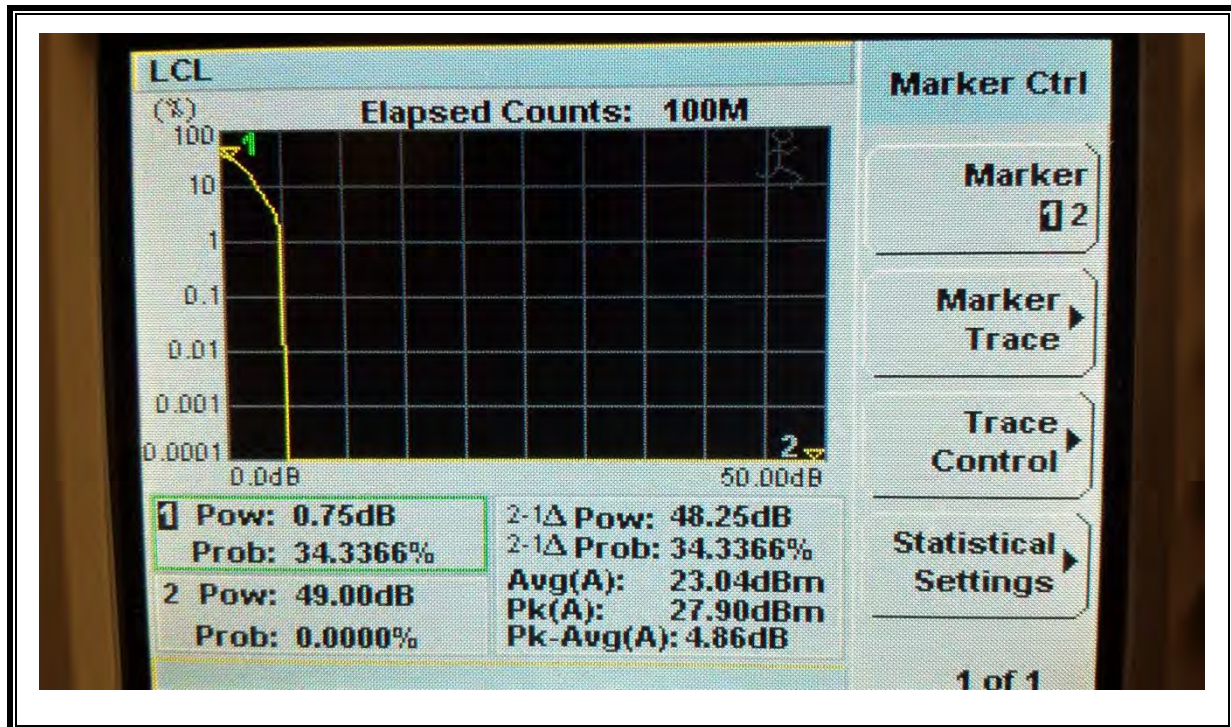 LCL
(%)
Elapsed Counts: 100M
100
10
1
0.1
0.01
0.001
0.0001
1
2
0.0dB
50.00dB
1 Pow: 0.75dB
Prob: 34.3366%
2 Pow: 49.00dB
Prob: 0.0000%
2-1Δ Pow: 48.25dB
2-1Δ Prob: 34.3366%
Avg(A): 23.04dBm
Pk(A): 27.90dBm
Pk-Avg(A): 4.86dB
Marker Ctrl
Marker
1 2
Marker
Trace
Trace
Control
Statistical
Settings
1 of 1